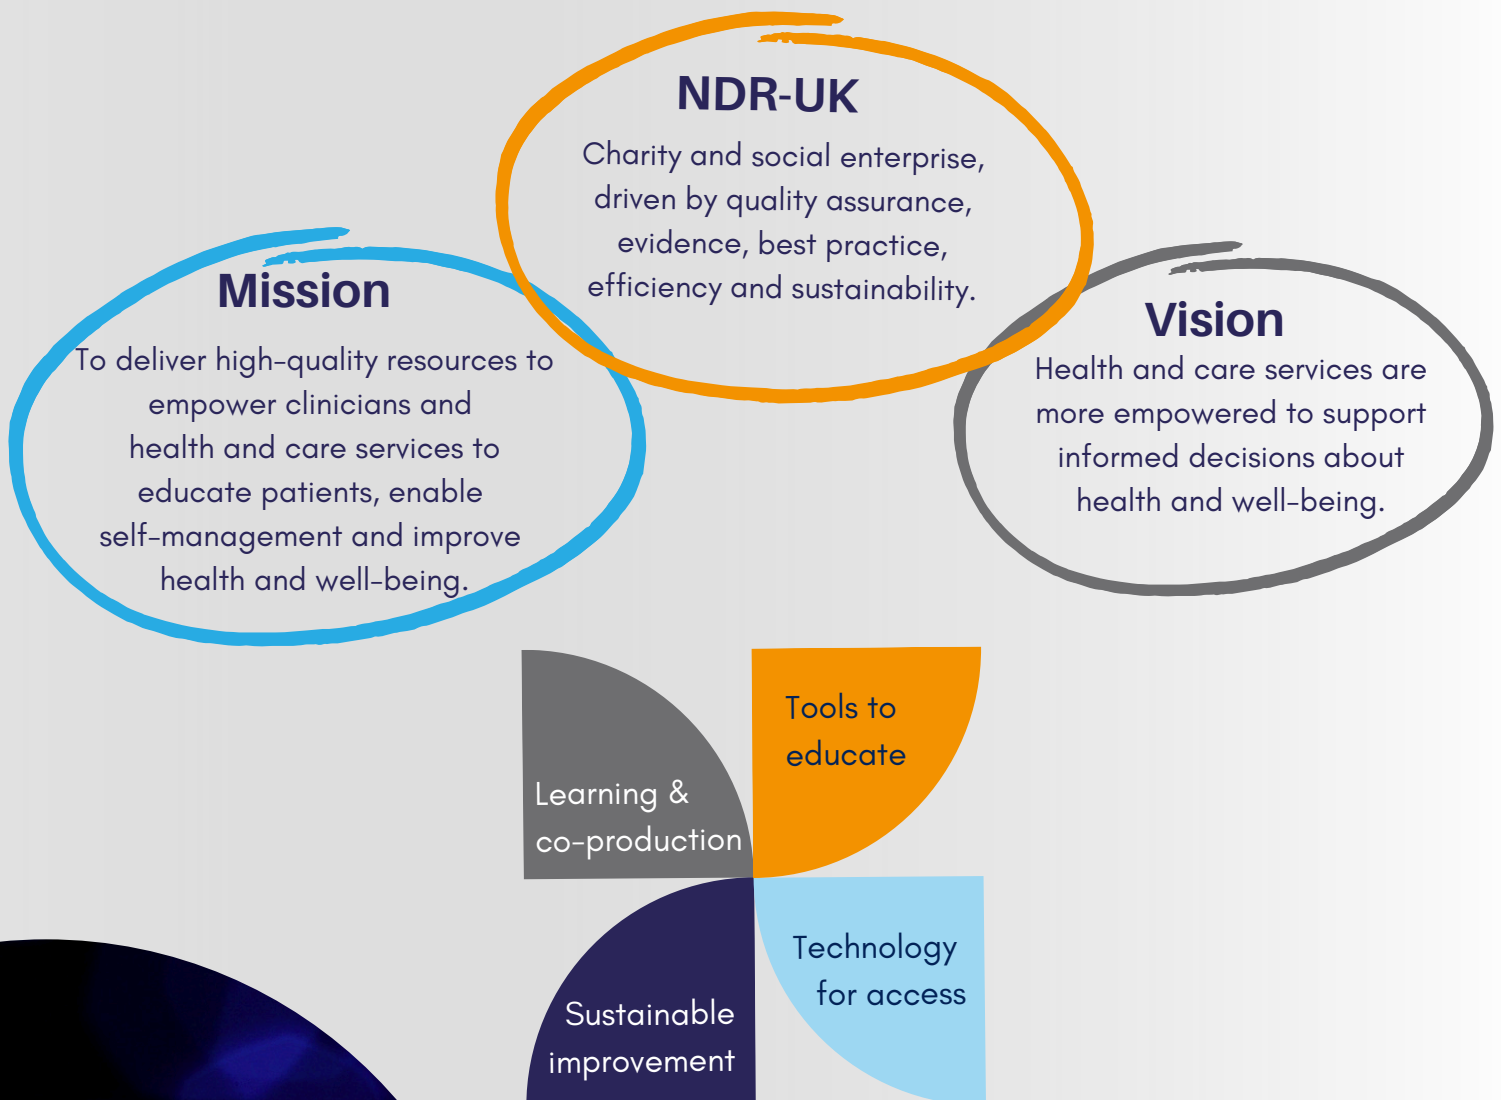 NDR-UK
Charity and social enterprise,
driven by quality assurance,
evidence, best practice,
efficiency and sustainability.
Mission
To deliver high-quality resources to
empower clinicians and
health and care services to
educate patients, enable
self-management and improve
health and well-being.
Vision
Health and care services are
more empowered to support
informed decisions about
health and well-being.
Learning &
co-production
Tools to
educate
Sustainable
improvement
Technology
for access